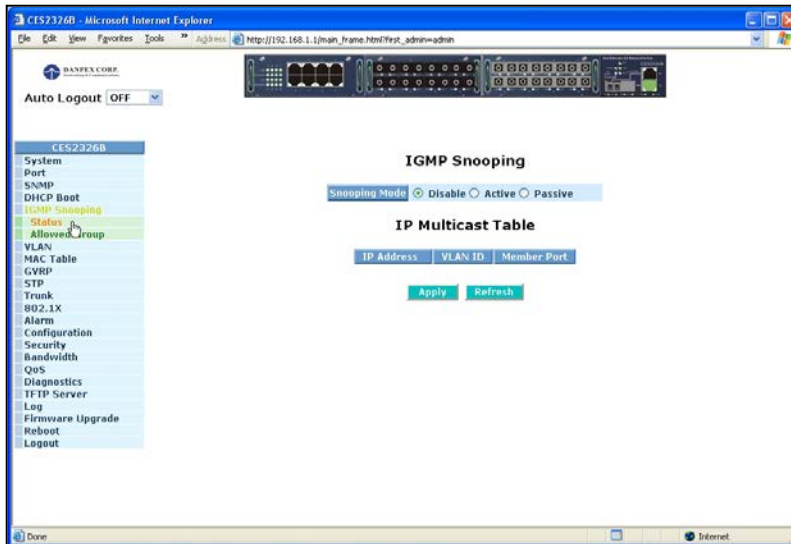 CES2326B - Microsoft Internet Explorer
File Edit View Favorites Tools » Address http://192.168.1.1/main_frame.html?first_admin=admin
DANPEX CORP.
Auto Logout OFF
CES2326B
System
Port
SNMP
DHCP Boot
IGMP Snooping
Status
Allowed Group
VLAN
MAC Table
GVRP
STP
Trunk
802.1X
Alarm
Configuration
Security
Bandwidth
QoS
Diagnostics
TFTP Server
Log
Firmware Upgrade
Reboot
Logout
IGMP Snooping
Snooping Mode Disable Active Passive
IP Multicast Table
IP Address VLAN ID Member Port
Apply Refresh
Done Internet